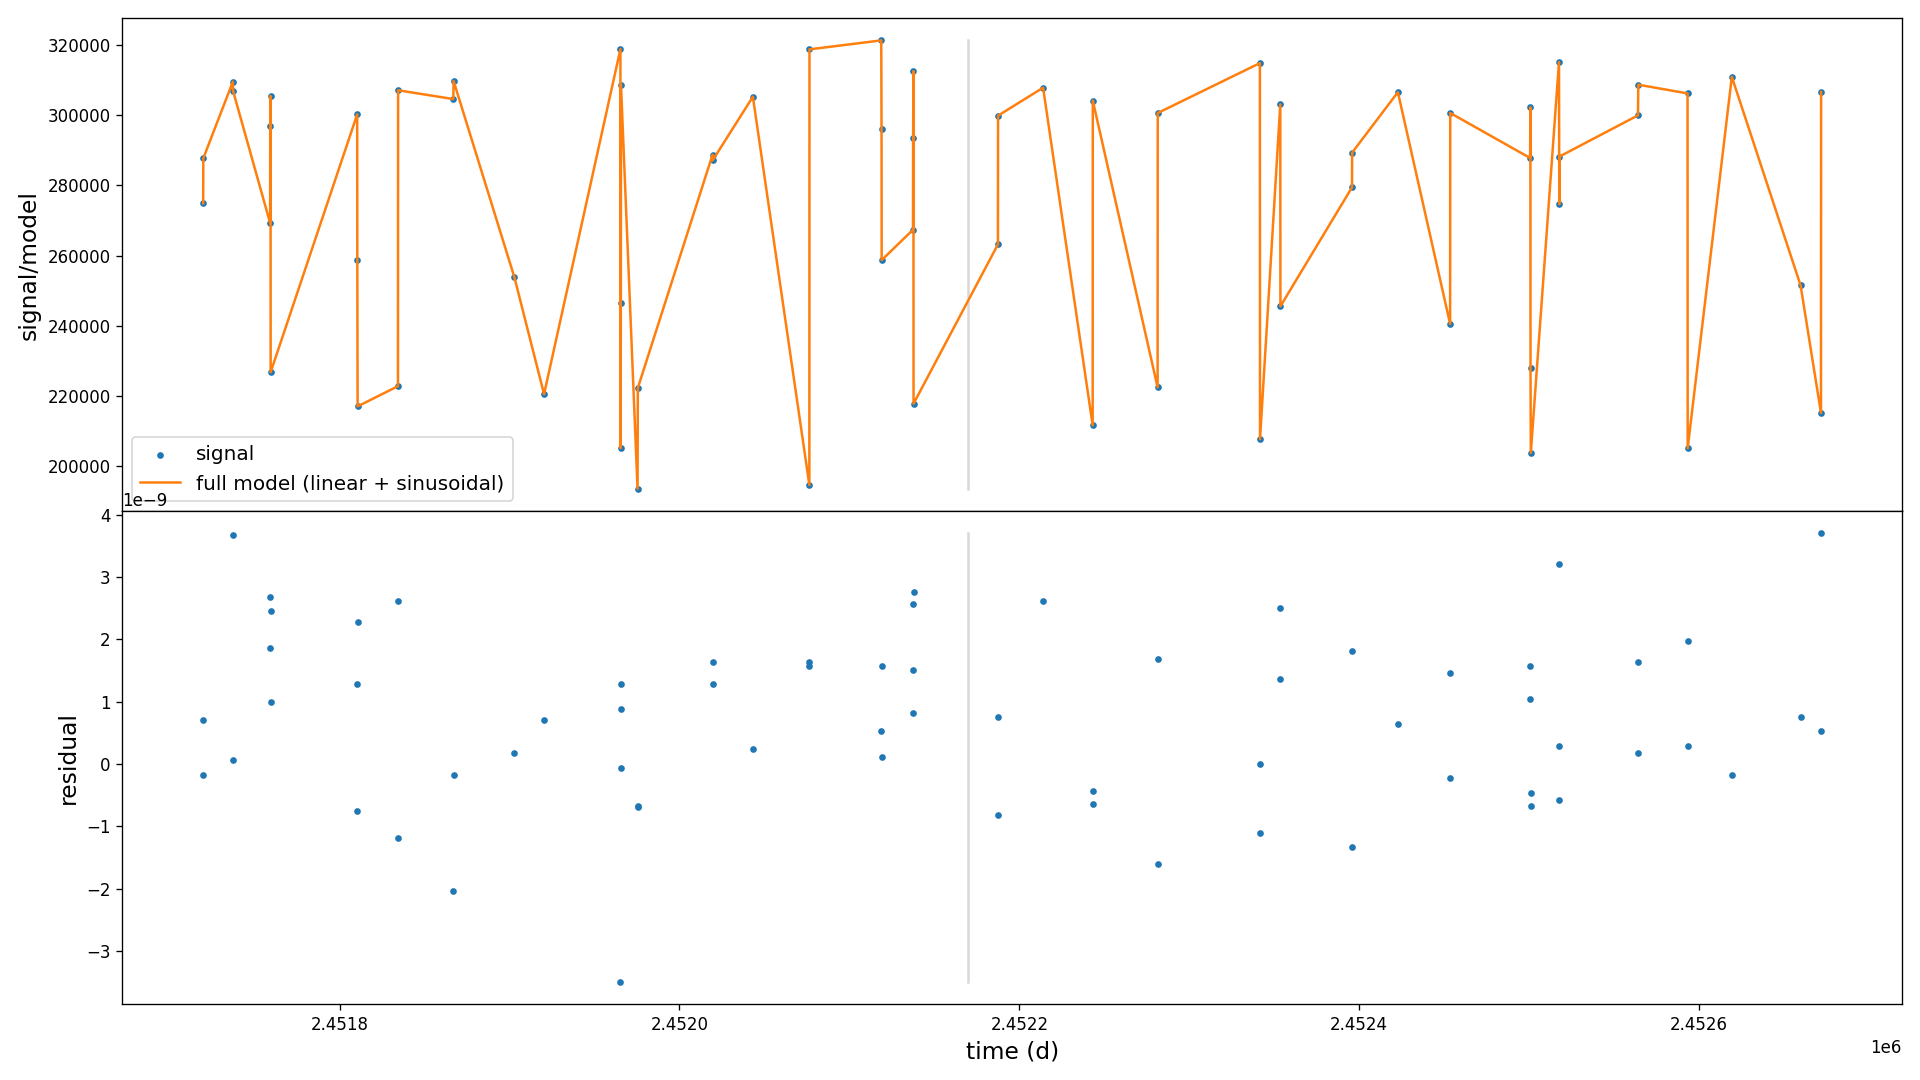 320000
300000
280000
260000
240000
220000
200000
signal/model
signal
full model (linear + sinusoidal)
1e−9
4
3
2
1
0
−1
−2
−3
residual
2.4518
2.4520
2.4522
2.4524
2.4526
time (d)
1e6